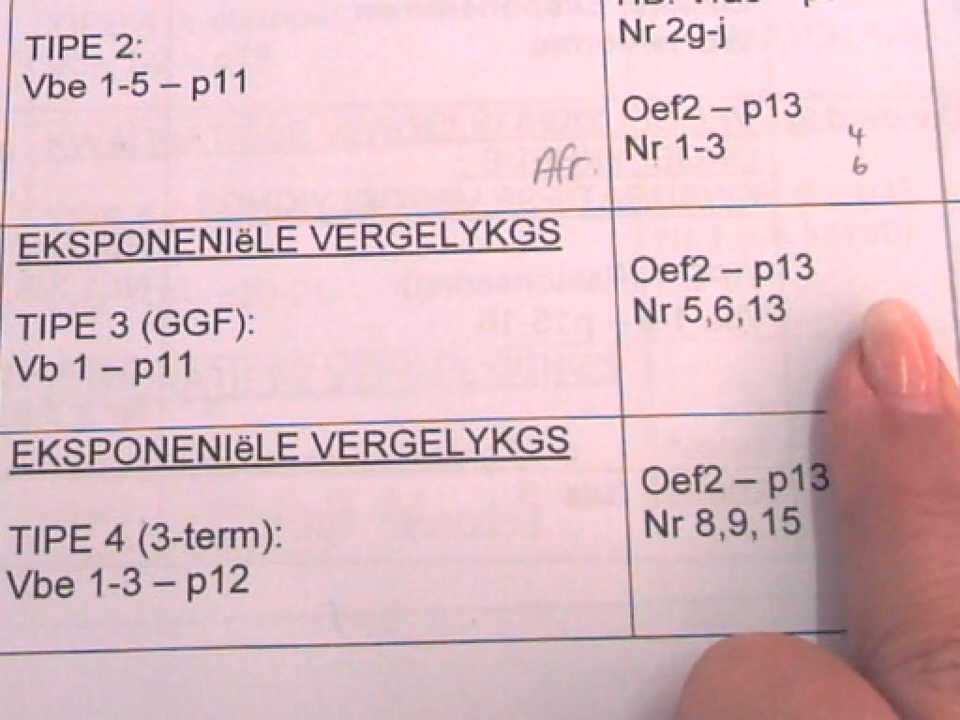 TIPE 2:
Vbe 1-5 – p11
Nr 2g-j
Oef2 – p13
Nr 1-3
4
6
Afr.
EKSPONENIëLE VERGELYKGS
TIPE 3 (GGF):
Vb 1 – p11
Oef2 – p13
Nr 5,6,13
EKSPONENIëLE VERGELYKGS
TIPE 4 (3-term):
Vbe 1-3 – p12
Oef2 – p13
Nr 8,9,15